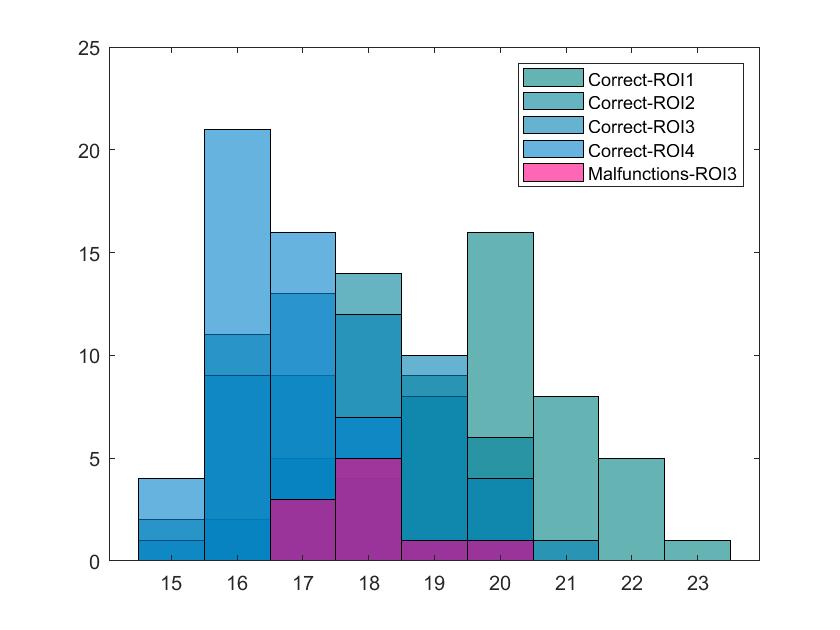 25
20
15
10
5
0
15 16 17 18 19 20 21 22 23
Correct-ROI1
Correct-ROI2
Correct-ROI3
Correct-ROI4
Malfunctions-ROI3